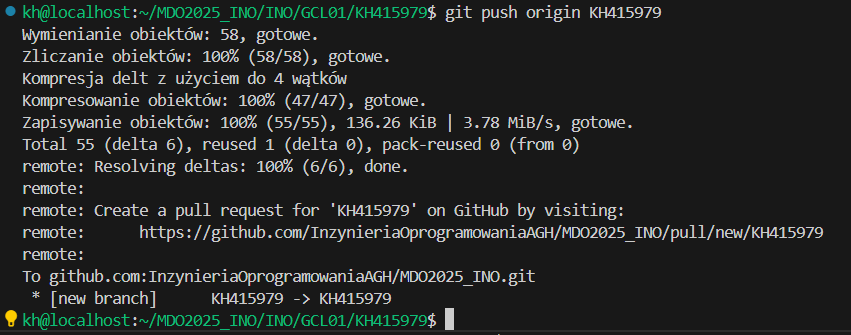 kh@localhost:~/MDO2025_INO/INO/GCL01/KH415979$ git push origin KH415979
Wymienianie obiektów: 58, gotowe.
Zliczanie obiektów: 100% (58/58), gotowe.
Kompresja delt z użyciem do 4 wątków
Kompresowanie obiektów: 100% (47/47), gotowe.
Zapisywanie obiektów: 100% (55/55), 136.26 KiB | 3.78 MiB/s, gotowe.
Total 55 (delta 6), reused 1 (delta 0), pack-reused 0 (from 0)
remote: Resolving deltas: 100% (6/6), done.
remote:
remote: Create a pull request for 'KH415979' on GitHub by visiting:
remote:      https://github.com/InzynieriaOprogramowaniaAGH/MDO2025_INO/pull/new/KH415979
remote:
To github.com:InzynieriaOprogramowaniaAGH/MDO2025_INO.git
 * [new branch]      KH415979 -> KH415979
kh@localhost:~/MDO2025_INO/INO/GCL01/KH415979$